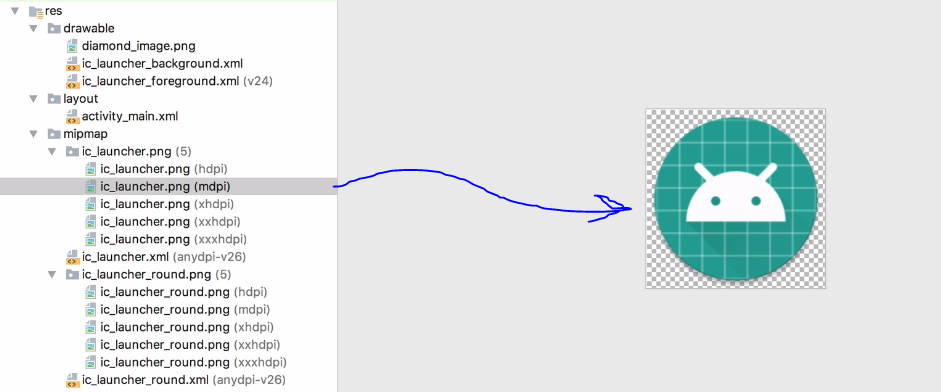 res
drawable
diamond_image.png
ic_launcher_background.xml
ic_launcher_foreground.xml (v24)
layout
activity_main.xml
mipmap
ic_launcher.png (5)
ic_launcher.png (hdpi)
ic_launcher.png (mdpi)
ic_launcher.png (xhdpi)
ic_launcher.png (xxhdpi)
ic_launcher.png (xxxhdpi)
ic_launcher.xml (anydpi-v26)
ic_launcher_round.png (5)
ic_launcher_round.png (hdpi)
ic_launcher_round.png (mdpi)
ic_launcher_round.png (xhdpi)
ic_launcher_round.png (xxhdpi)
ic_launcher_round.png (xxxhdpi)
ic_launcher_round.xml (anydpi-v26)